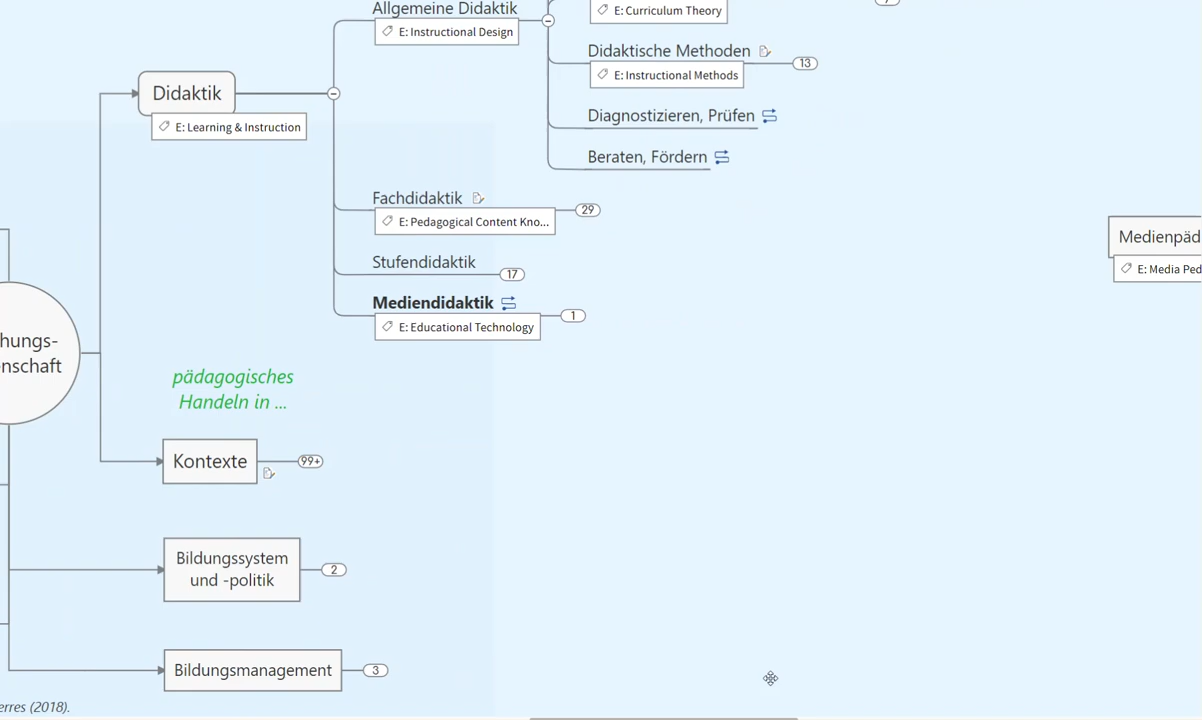 Allgemeine Didaktik
E: Instructional Design
E: Curriculum Theory
Didaktische Methoden
13
E: Instructional Methods
Didaktik
E: Learning & Instruction
Diagnostizieren, Prüfen
Beraten, Fördern
Fachdidaktik
29
E: Pedagogical Content Kno...
Stufendidaktik
17
Mediendidaktik
1
E: Educational Technology
Medienpäd
E: Media Ped
hungs-
enschaft
pädagogisches
Handeln in ...
Kontexte
99+
Bildungssystem
und -politik
2
Bildungsmanagement
3
erres (2018).